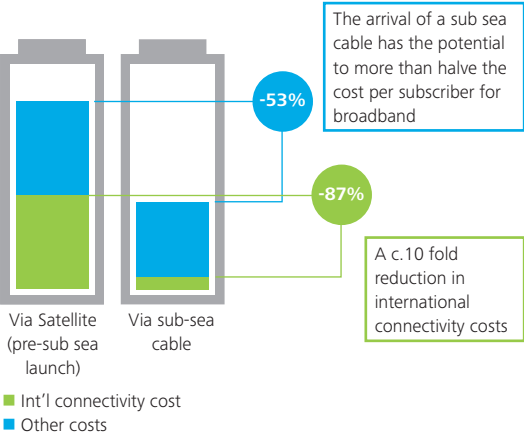 The arrival of a sub sea
cable has the potential
to more than halve the
cost per subscriber for
broadband
-53%
-87%
A c.10 fold
reduction in
international
connectivity costs
Via Satellite
(pre-sub sea
launch)
Via sub-sea
cable
Int'l connectivity cost
Other costs